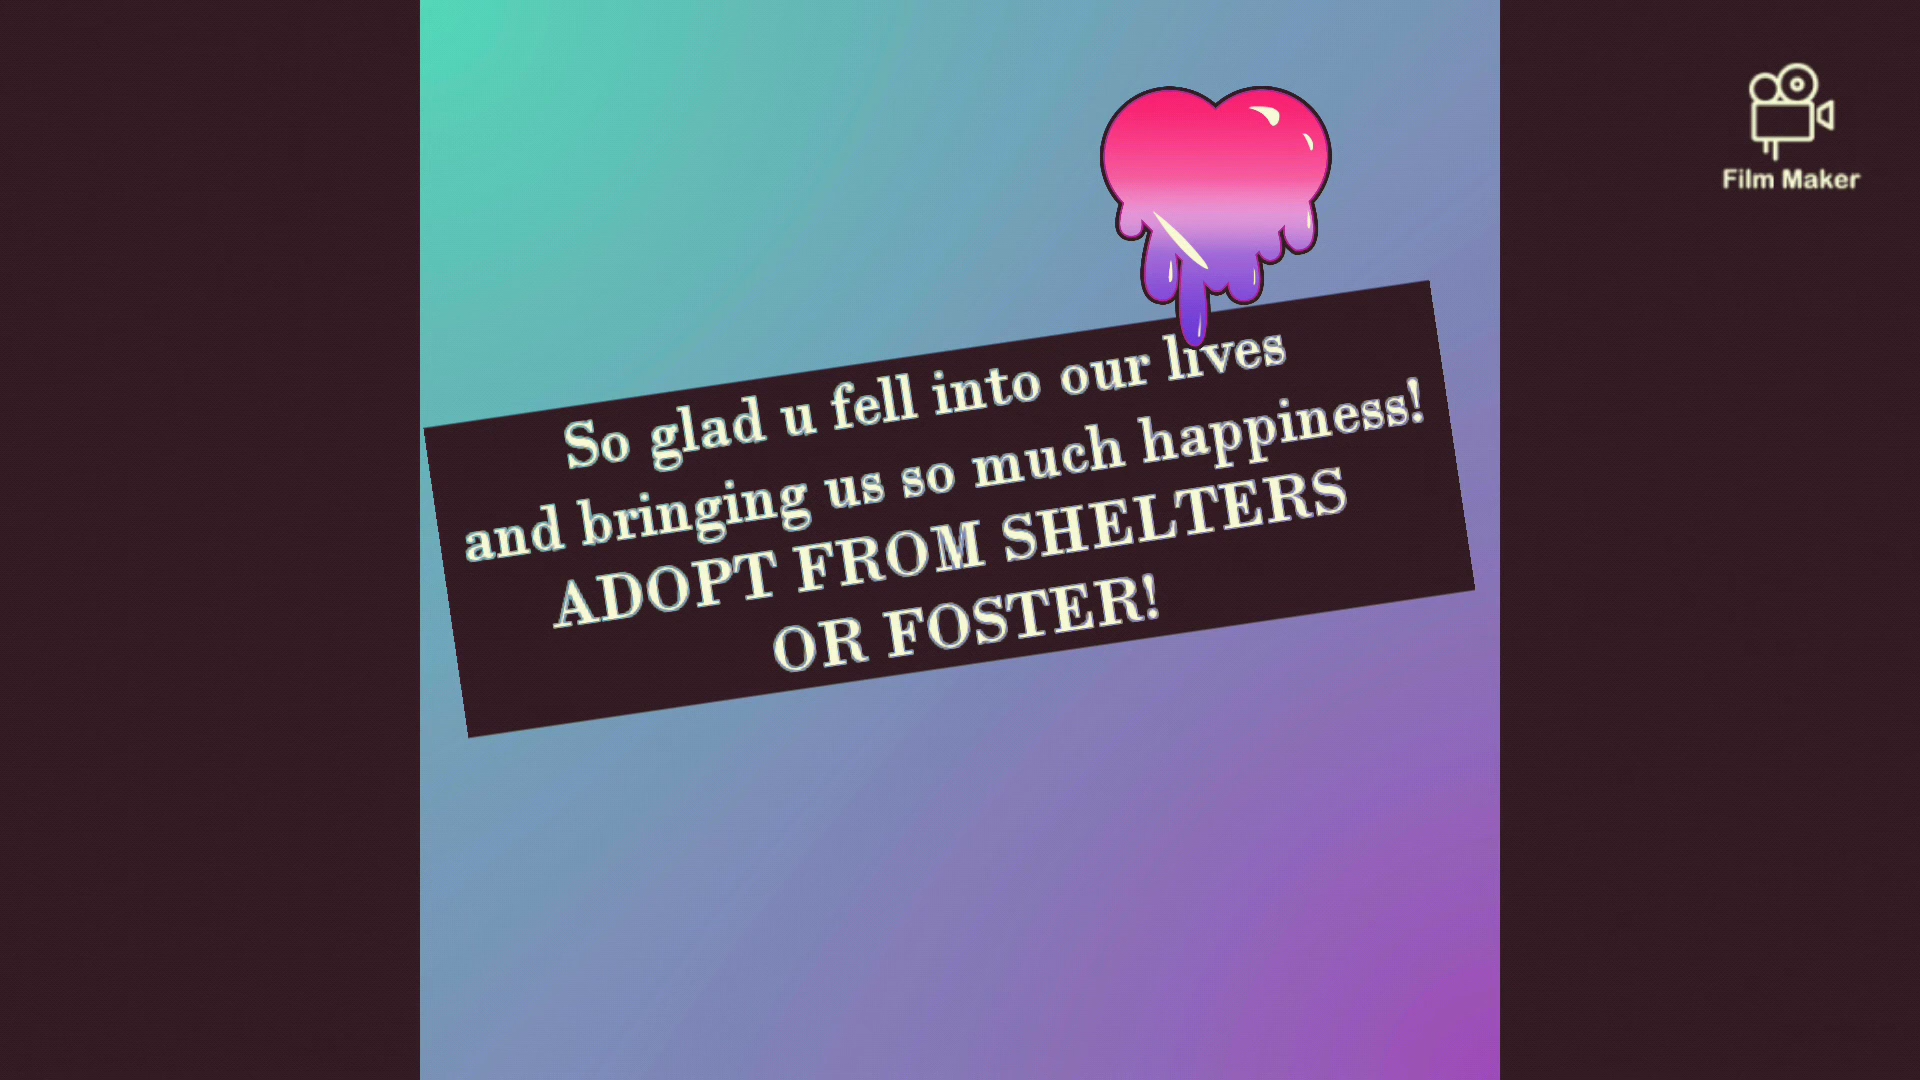 Film Maker
So glad u fell into our lives
and bringing us so much happiness!
ADOPT FROM SHELTERS
OR FOSTER!